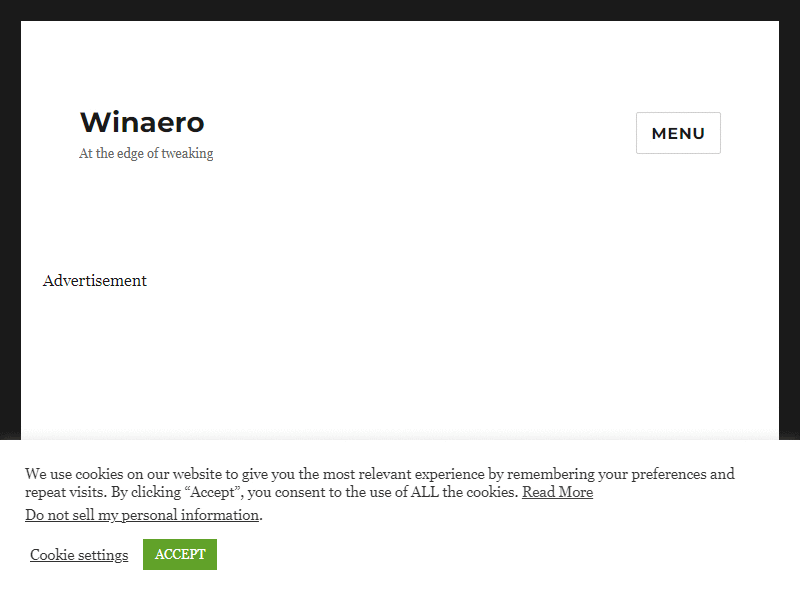 Winaero
At the edge of tweaking
MENU
Advertisement
We use cookies on our website to give you the most relevant experience by remembering your preferences and
repeat visits. By clicking “Accept”, you consent to the use of ALL the cookies. Read More
Do not sell my personal information.
Cookie settings ACCEPT